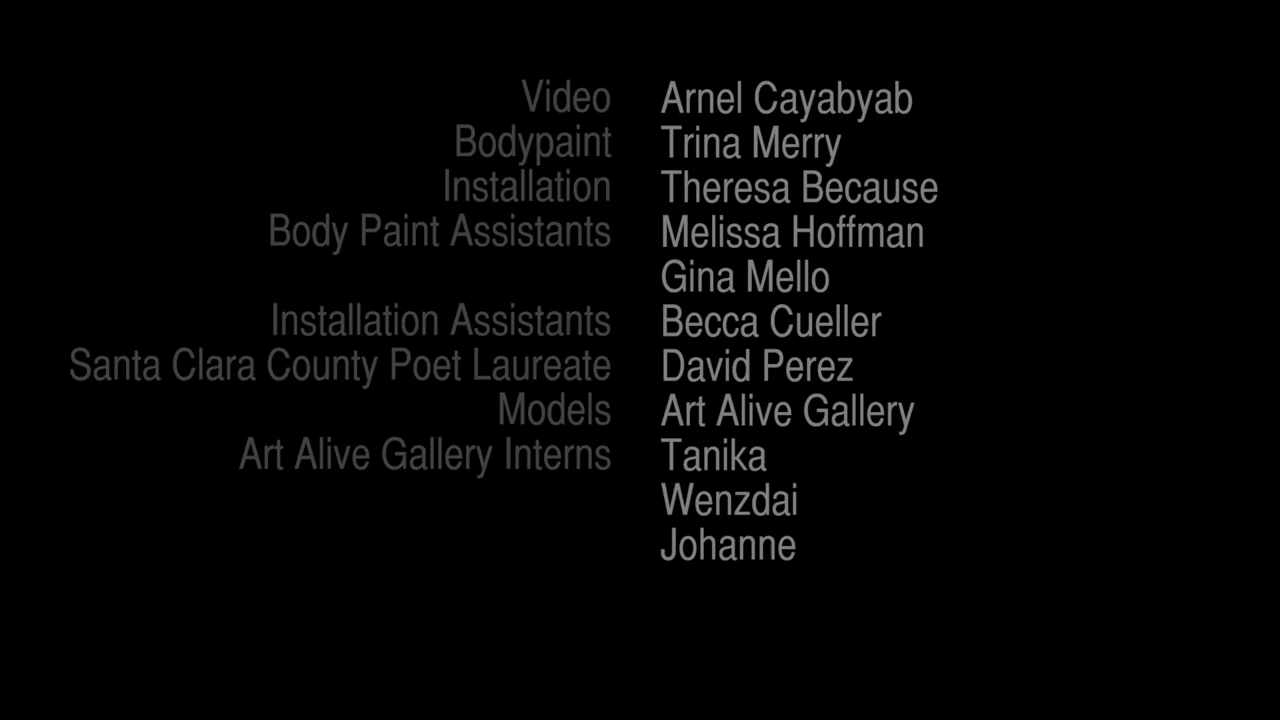 Video Arnel Cayabyab
Bodypaint Trina Merry
Installation Theresa Because
Body Paint Assistants Melissa Hoffman
Gina Mello
Installation Assistants Becca Cueller
Santa Clara County Poet Laureate David Perez
Models Art Alive Gallery
Art Alive Gallery Interns Tanika
Wenzdai
Johanne